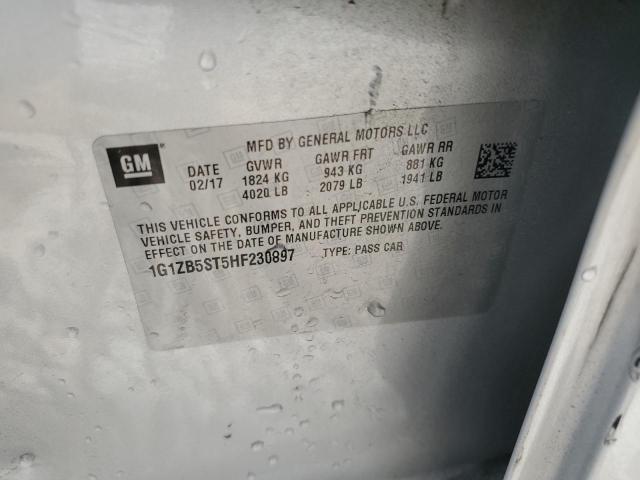 MFD BY GENERAL MOTORS LLC
GM
DATE GVWR GAWR FRT GAWR RR
02/17 1824 KG 943 KG 881 KG
4020 LB 2079 LB 1941 LB
THIS VEHICLE CONFORMS TO ALL APPLICABLE U.S. FEDERAL MOTOR
VEHICLE SAFETY, BUMPER, AND THEFT PREVENTION STANDARDS IN
EFFECT ON THE DATE OF MANUFACTURE SHOWN ABOVE.
1G1ZB5ST5HF230897 TYPE: PASS CAR